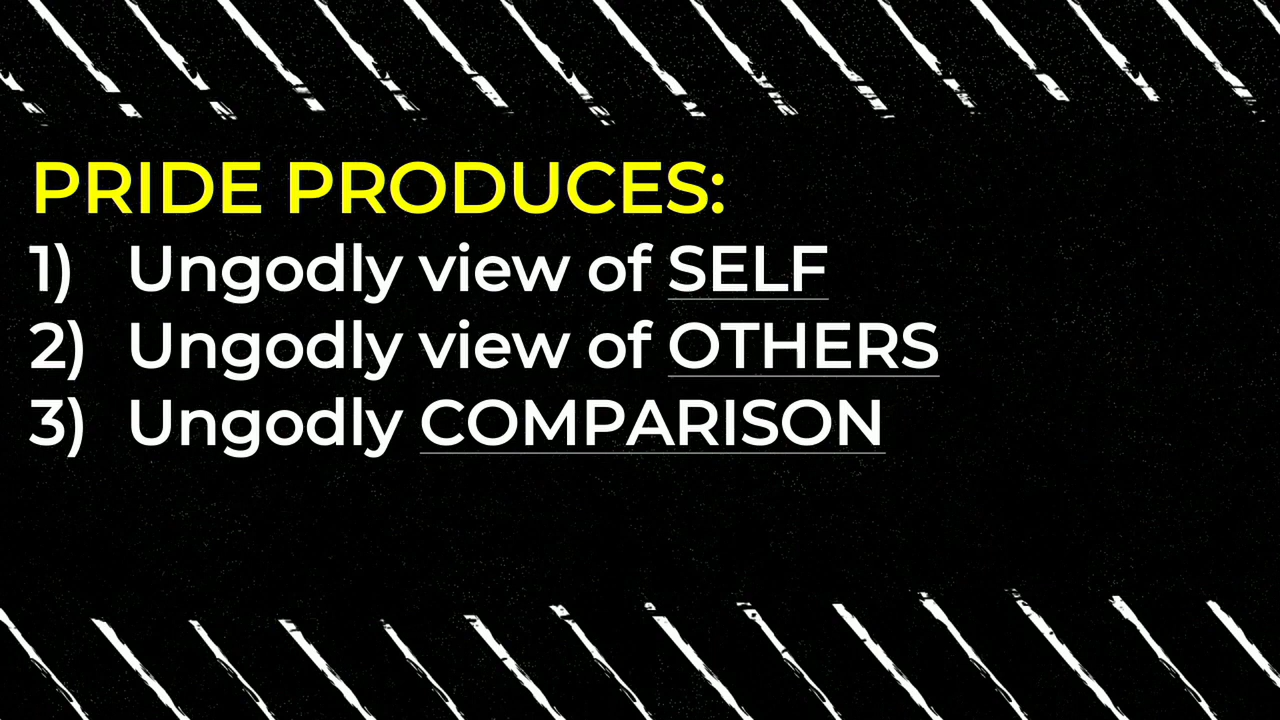 PRIDE PRODUCES:
1) Ungodly view of SELF
2) Ungodly view of OTHERS
3) Ungodly COMPARISON